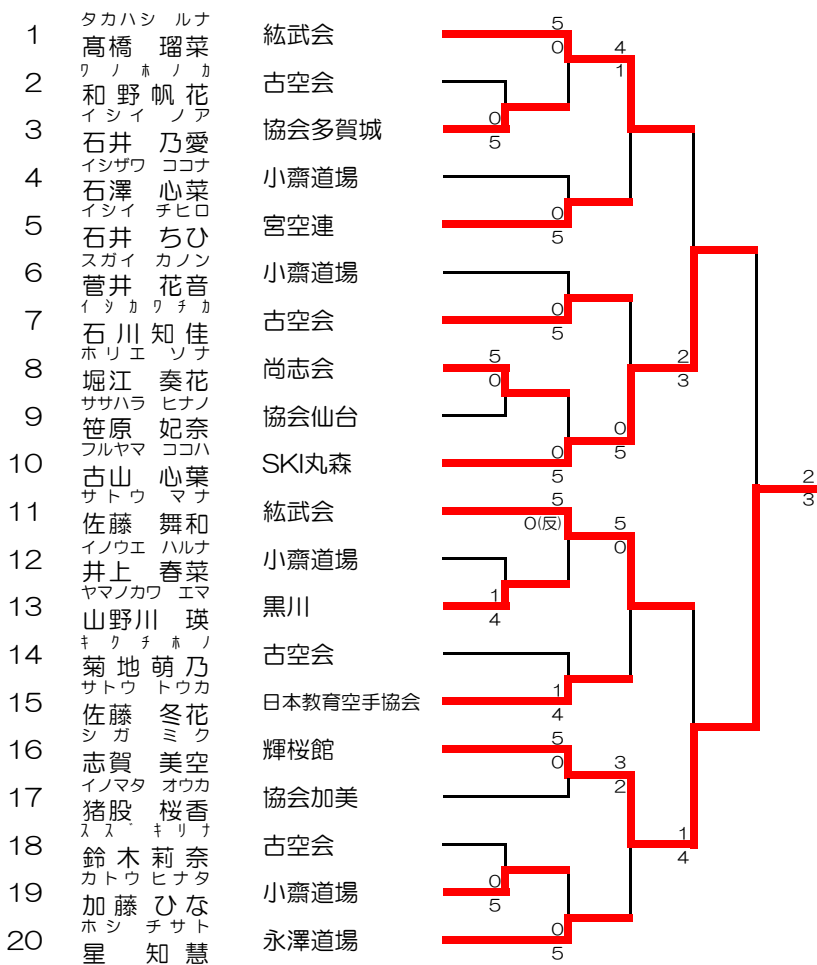 タカハシ ルナ
1 髙橋 瑠菜 紘武会
ワノホノカ
2 和野帆花 古空会
イシイ ノア
3 石井 乃愛 協会多賀城
イシザワ ココナ
4 石澤 心菜 小齋道場
イシイ チヒロ
5 石井 ちひ 宮空連
スガイ カノン
6 菅井 花音 小齋道場
イシカワチカ
7 石川知佳 古空会
ホリエ ソナ
8 堀江 奏花 尚志会
ササハラ ヒナノ
9 笹原 妃奈 協会仙台
フルヤマ ココハ
10 古山 心葉 SKI丸森
サトウ マナ
11 佐藤 舞和 紘武会
イノウエ ハルナ
12 井上 春菜 小齋道場
ヤマノカワ エマ
13 山野川 瑛 黒川
キクチホノ
14 菊地萌乃 古空会
サトウ トウカ
15 佐藤 冬花 日本教育空手協会
シガ ミク
16 志賀 美空 輝桜館
イノマタ オウカ
17 猪股 桜香 協会加美
スズキリナ
18 鈴木莉奈 古空会
カトウヒナタ
19 加藤ひな 小齋道場
ホシ チサト
20 星 知慧 永澤道場
5
0
0
5
0
5
0
5
5
0
0
5
5
0(反)
1
4
1
4
5
0
0
5
0
5
4
1
0
5
5
0
3
2
2
3
1
4
2
3